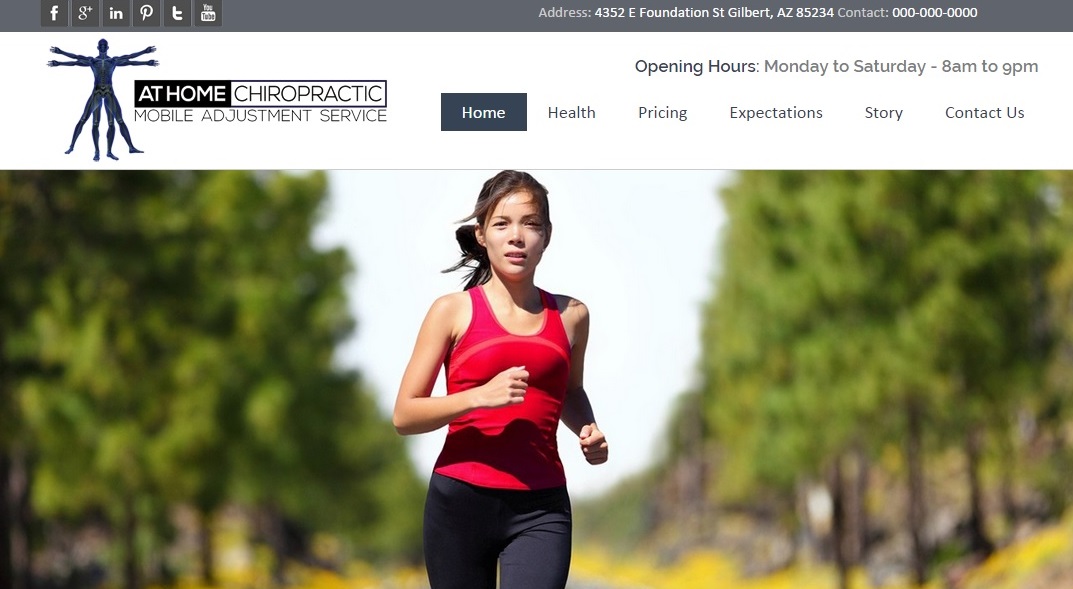 f g+ in P t You Tube
Address: 4352 E Foundation St Gilbert, AZ 85234 Contact: 000-000-0000
Opening Hours: Monday to Saturday - 8am to 9pm
AT HOME CHIROPRACTIC
MOBILE ADJUSTMENT SERVICE
Home Health Pricing Expectations Story Contact Us